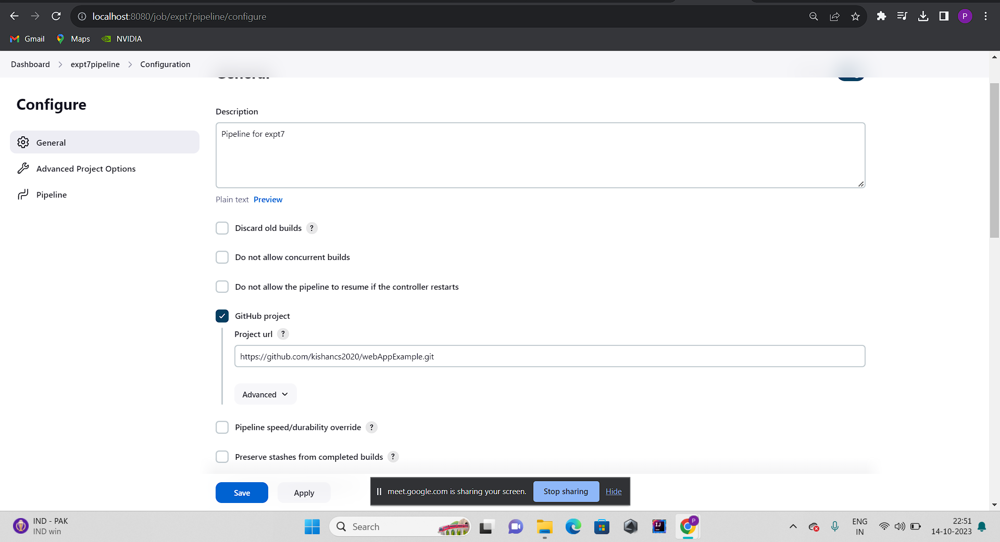 localhost:8080/job/expt7pipeline/configure
P
Gmail Maps NVIDIA
Dashboard expt7pipeline Configuration
General
Configure
General
Advanced Project Options
Pipeline
Description
Pipeline for expt7
Plain text Preview
Discard old builds ?
Do not allow concurrent builds
Do not allow the pipeline to resume if the controller restarts
GitHub project
Project url ?
https://github.com/kishancs2020/webAppExample.git
Advanced
Pipeline speed/durability override ?
Preserve stashes from completed builds ?
Save Apply
meet.google.com is sharing your screen. Stop sharing Hide
IND - PAK
IND win
Search
IJ
P
ENG
IN
22:51
14-10-2023